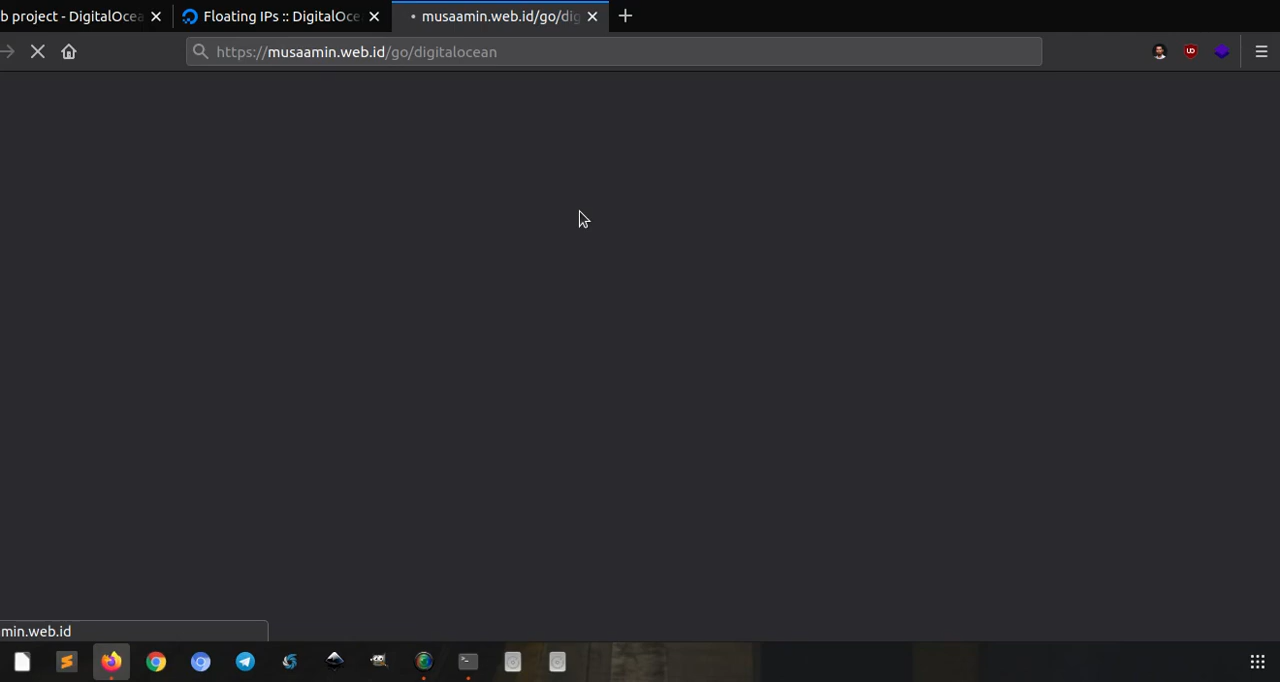 b project - DigitalOcea
Floating IPs :: DigitalOce
musaamin.web.id/go/dig
https://musaamin.web.id/go/digitalocean
min.web.id